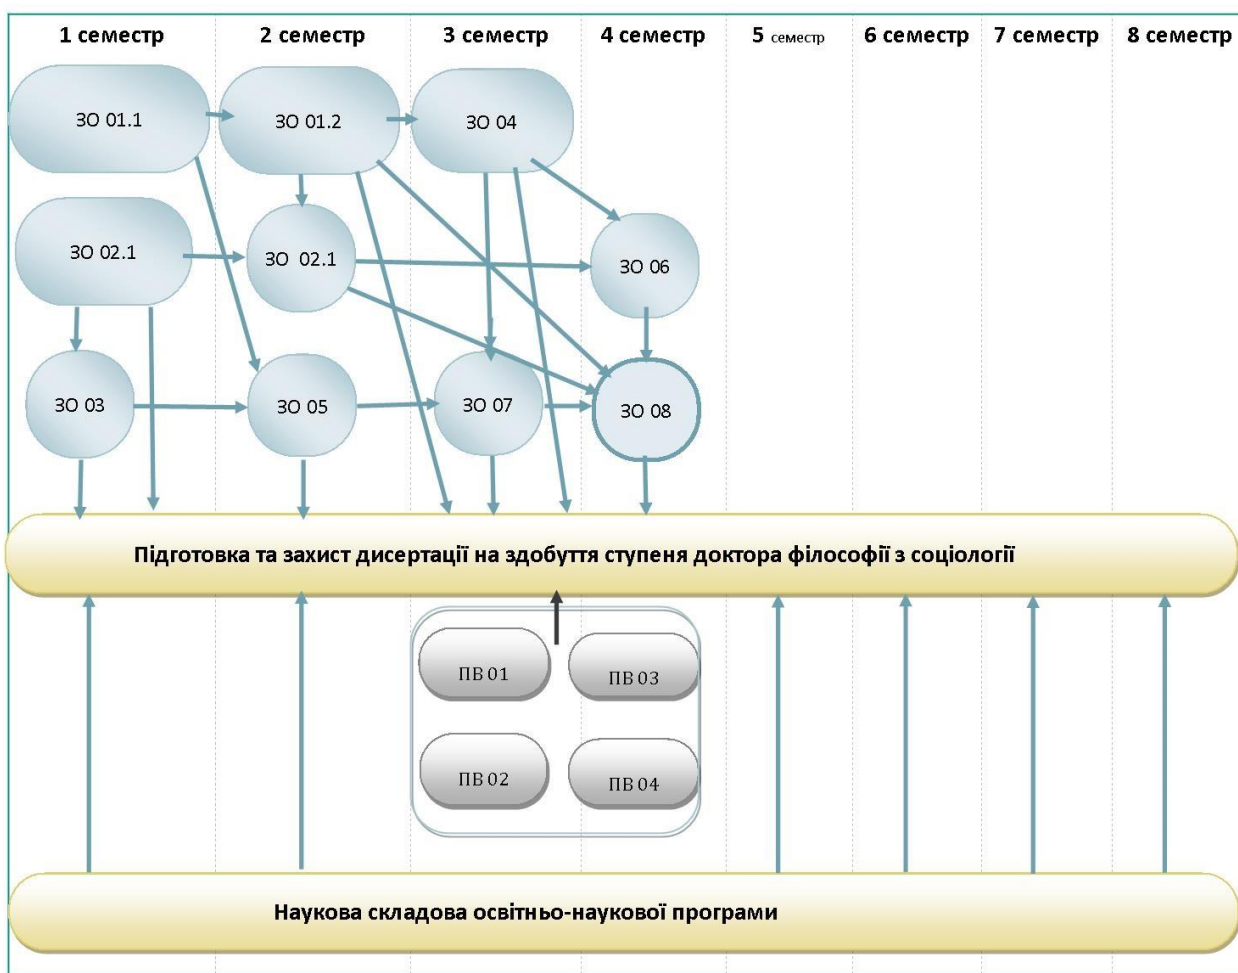 1 семестр 2 семестр 3 семестр 4 семестр 5 семестр 6 семестр 7 семестр 8 семестр
ЗО 01.1 ЗО 01.2 ЗО 04
ЗО 02.1 ЗО 02.1 ЗО 06
ЗО 03 ЗО 05 ЗО 07 ЗО 08
Підготовка та захист дисертації на здобуття ступеня доктора філософії з соціології
ПВ 01 ПВ 03
ПВ 02 ПВ 04
Наукова складова освітньо-наукової програми